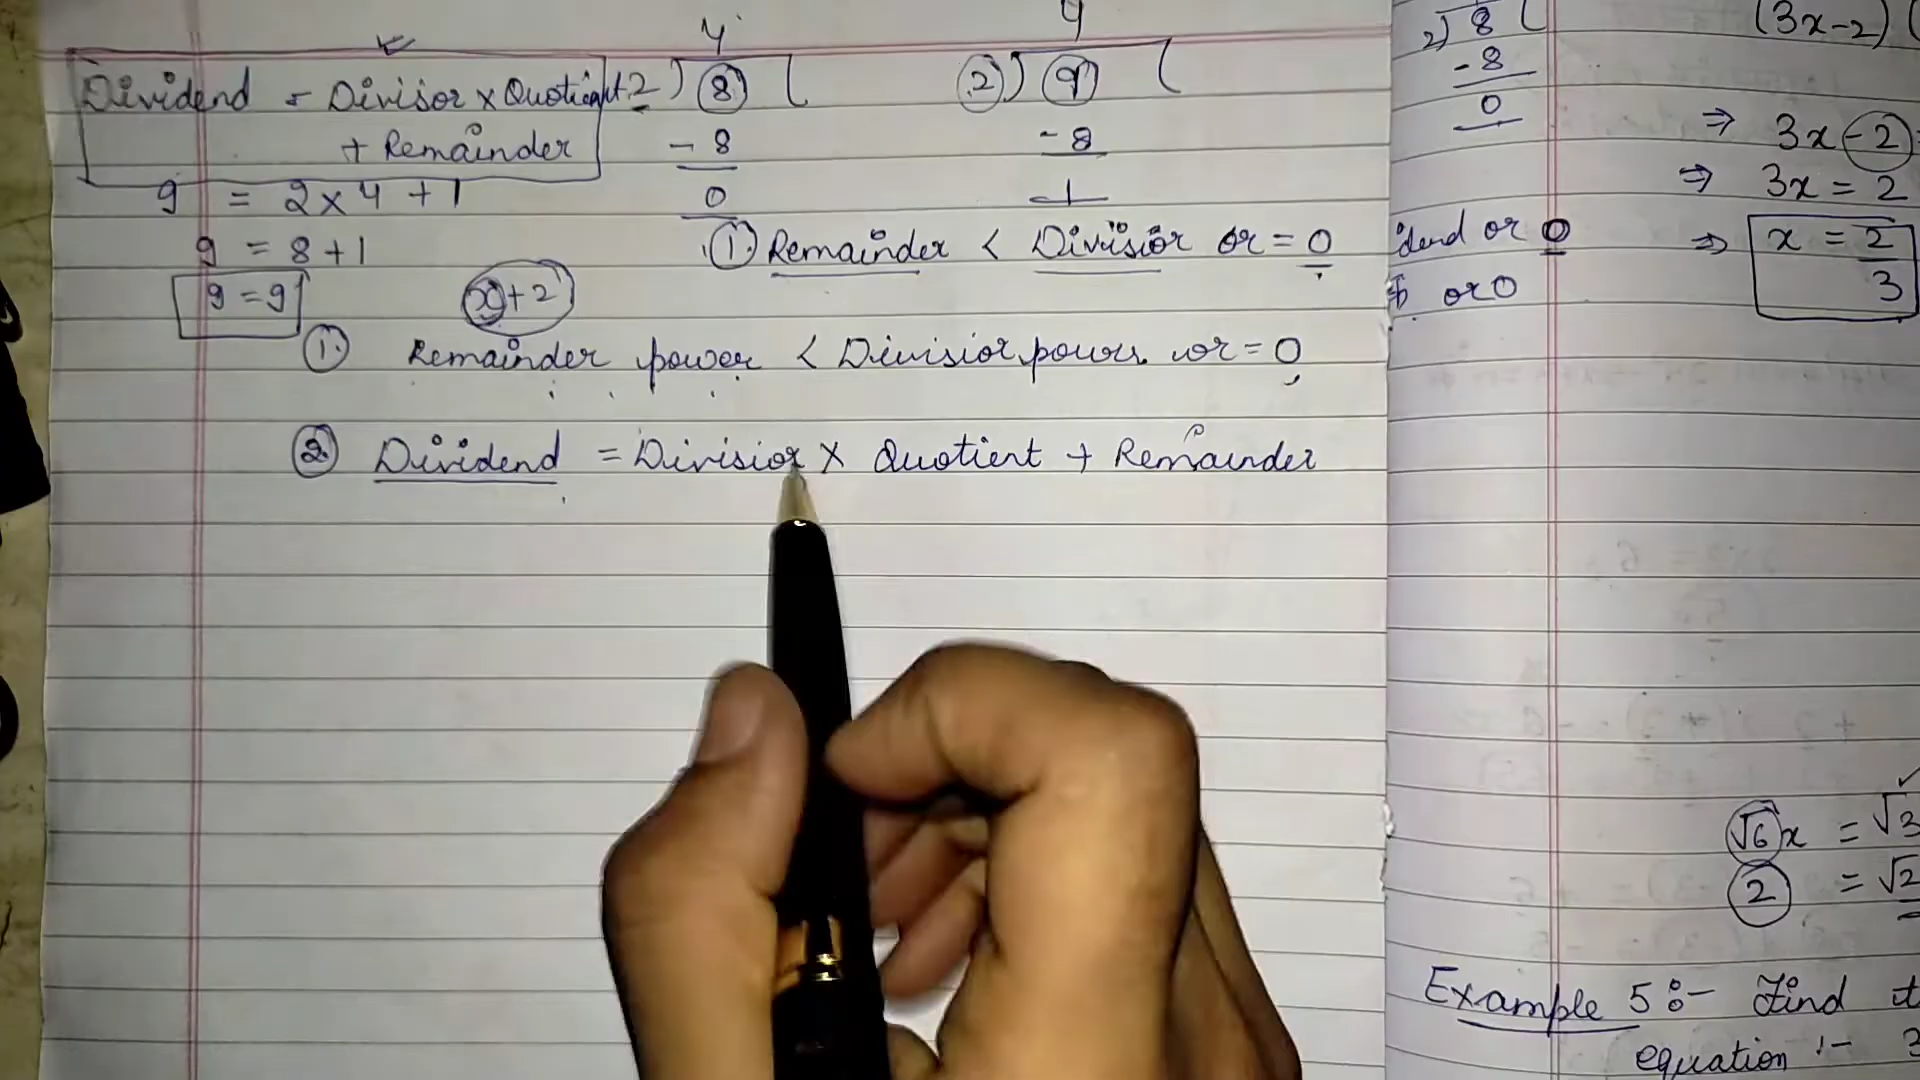 4
4
Dividend = Divisor x Quotient 2 ) 8 (
2 ) 9 (
+ Remainder
- 8
- 8
9 = 2 x 4 + 1
0
1
9 = 8 + 1
① Remainder < Divisior or = 0
9 = 9
x + 2
① Remainder power < Divisior power or = 0
② Dividend = Divisior x Quotient + Remainder
2 ) 8 (
- 8
0
dend or 0
or 0
(3x-2) (
⇒ 3x - 2 =
⇒ 3x = 2
⇒ x = 2
3
√6 x = √3
2 = √2
Example 5 :- Find
equation :- 3